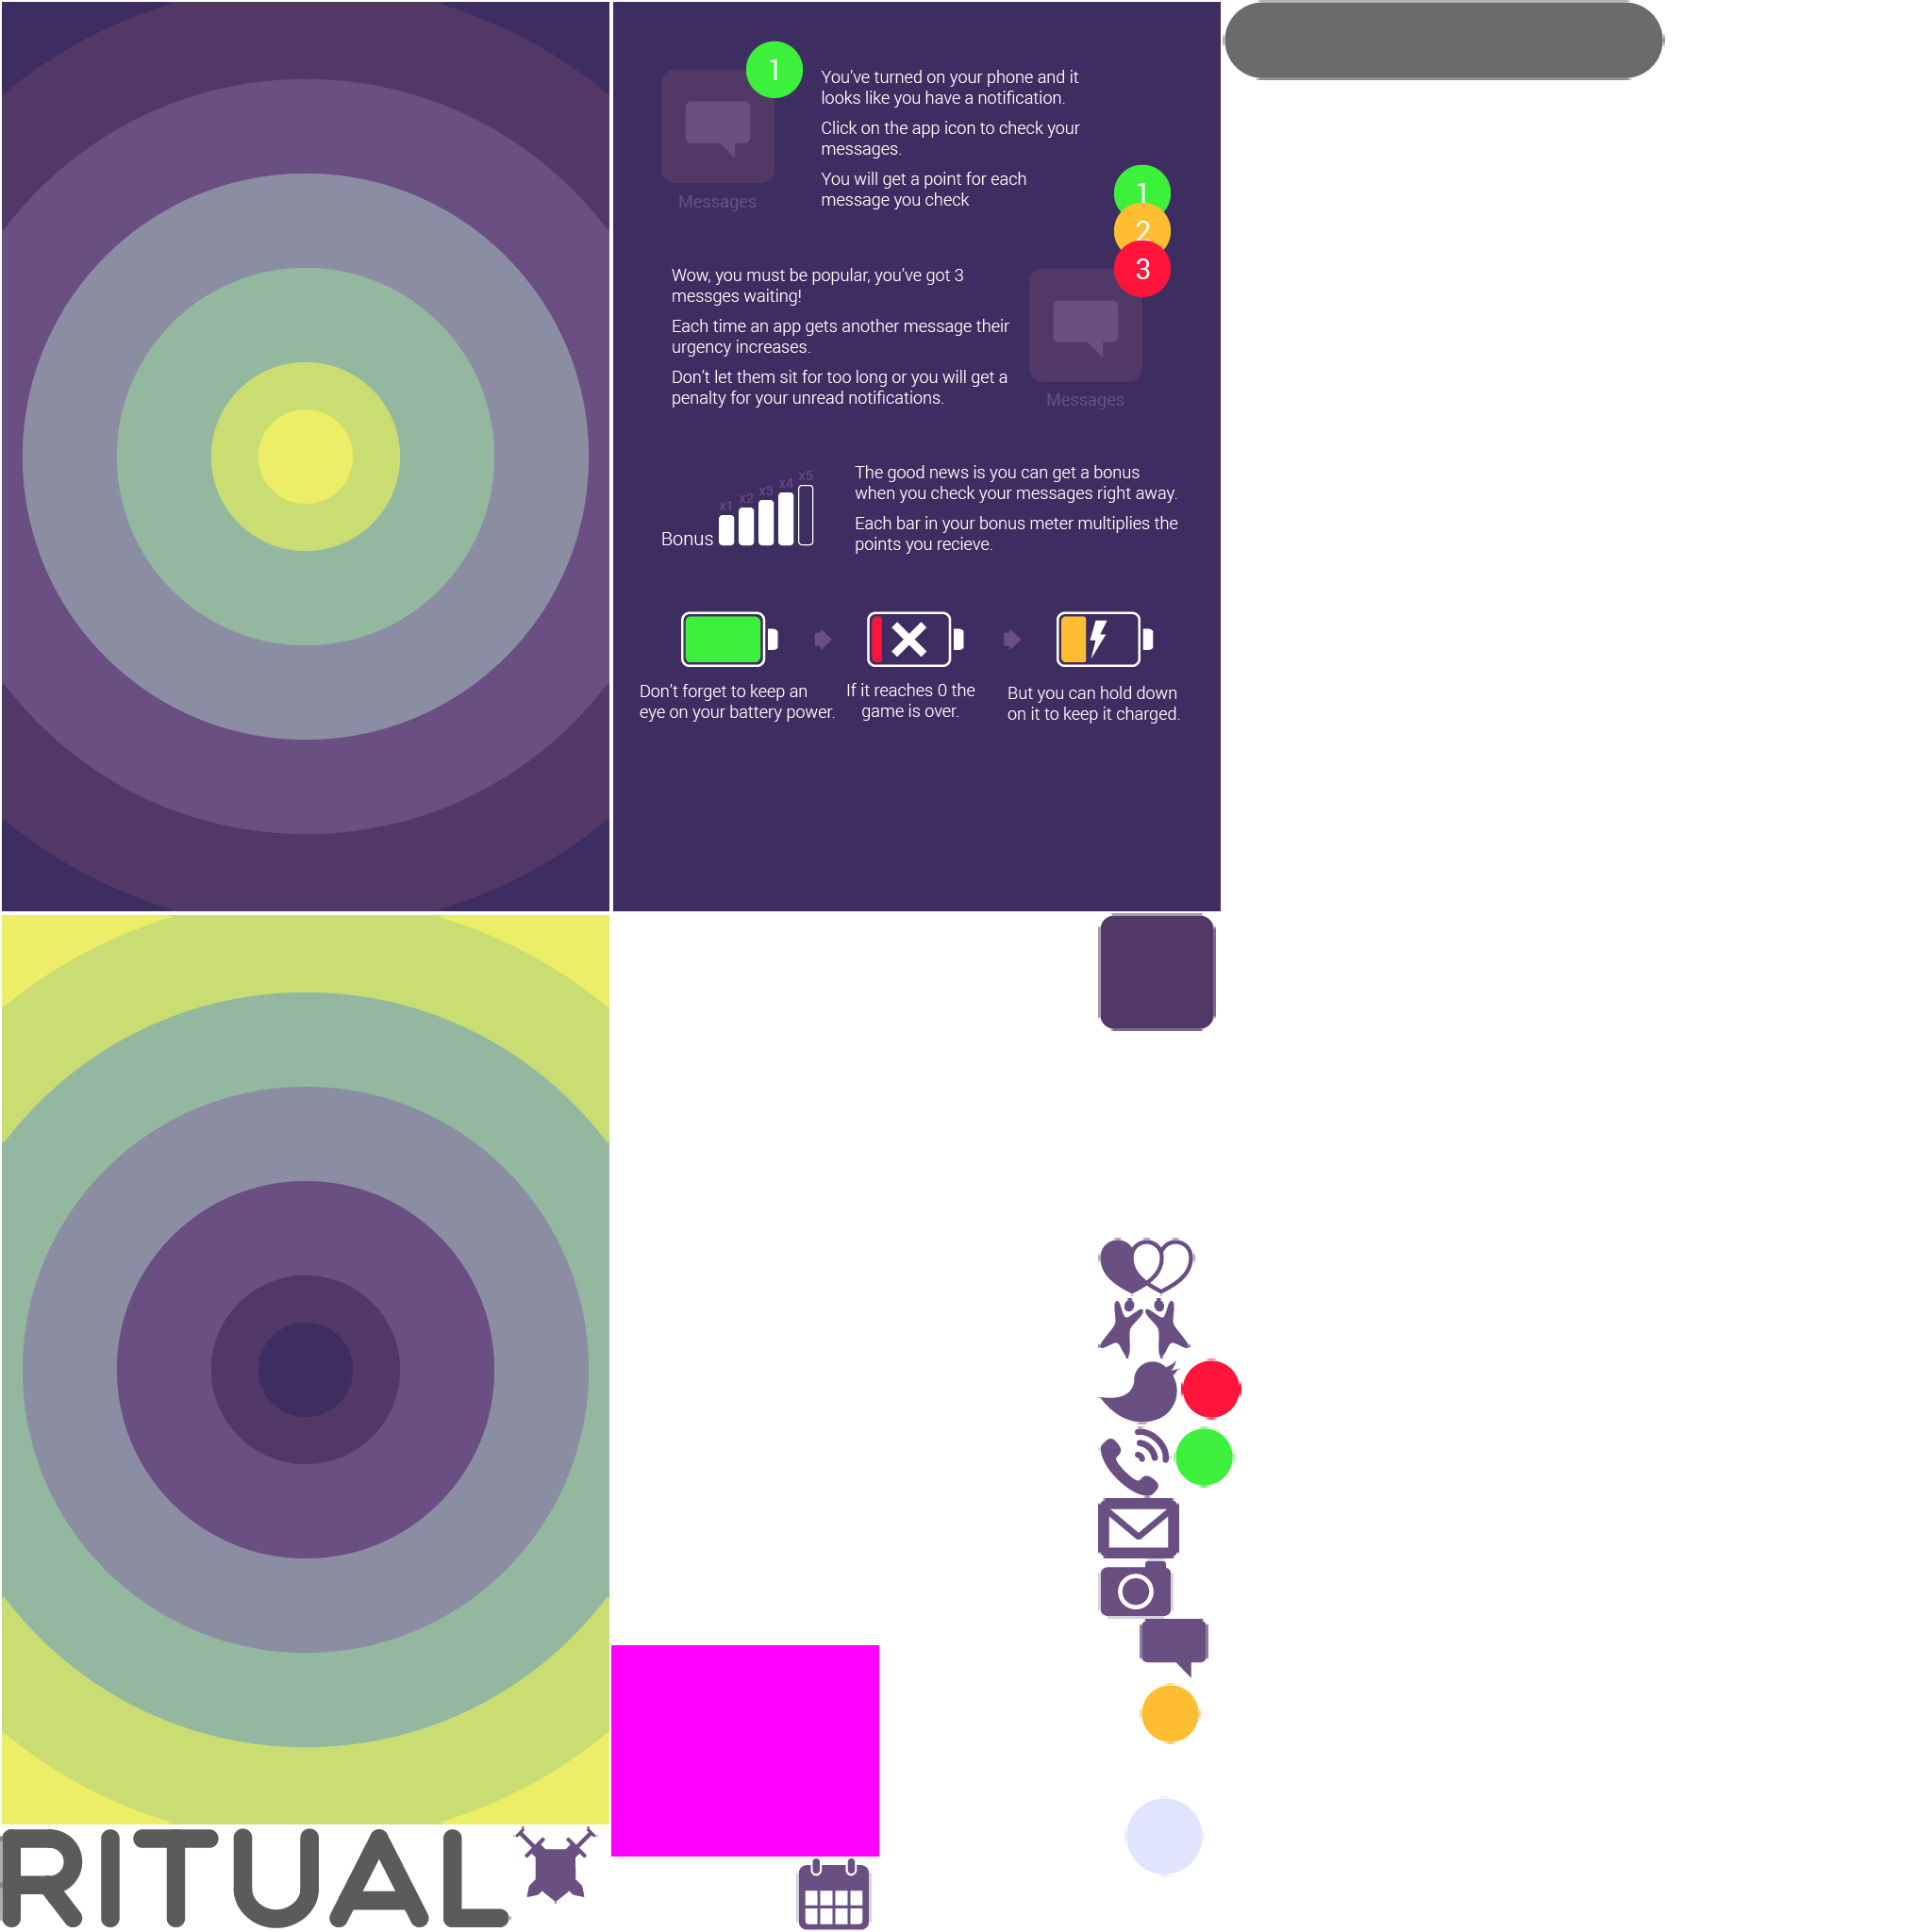 1
You've turned on your phone and it
looks like you have a notification.
Click on the app icon to check your
messages.
You will get a point for each
message you check
Messages
1
2
3
Wow, you must be popular, you've got 3
messges waiting!
Each time an app gets another message their
urgency increases.
Don't let them sit for too long or you will get a
penalty for your unread notifications.
Messages
x1 x2 x3 x4 x5
Bonus
The good news is you can get a bonus
when you check your messages right away.
Each bar in your bonus meter multiplies the
points you recieve.
Don't forget to keep an
eye on your battery power.
If it reaches 0 the
game is over.
But you can hold down
on it to keep it charged.
RITUAL